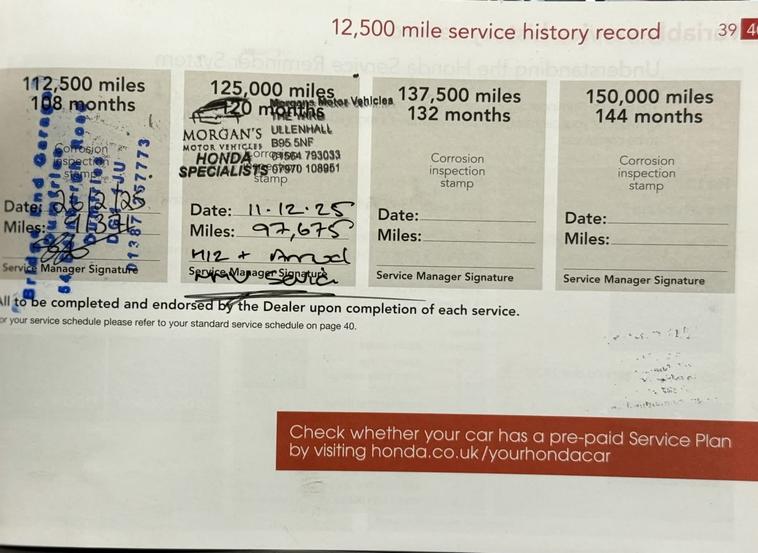 12,500 mile service history record
39
112,500 miles
108 months
Corrosion
inspection
stamp
Date: 26/2/25
Miles: 91371
Service Manager Signature
125,000 miles
120 months
Morgans Motor Vehicles
ULLENHALL
B95 5NF
01564 793033
07970 108951
MORGAN'S
MOTOR VEHICLES
HONDA
SPECIALISTS
stamp
Date: 11.12.25
Miles: 97,675
Service Manager Signature
137,500 miles
132 months
Corrosion
inspection
stamp
Date:
Miles:
Service Manager Signature
150,000 miles
144 months
Corrosion
inspection
stamp
Date:
Miles:
Service Manager Signature
All to be completed and endorsed by the Dealer upon completion of each service.
or your service schedule please refer to your standard service schedule on page 40.
Check whether your car has a pre-paid Service Plan
by visiting honda.co.uk/yourhondacar